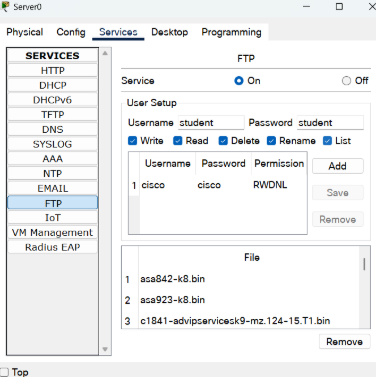 Server0
Physical Config Services Desktop Programming
SERVICES
HTTP
DHCP
DHCPv6
TFTP
DNS
SYSLOG
AAA
NTP
EMAIL
FTP
IoT
VM Management
Radius EAP
FTP
Service On Off
User Setup
Username student Password student
Write Read Delete Rename List
Username Password Permission
1 cisco cisco RWDNL
Add
Save
Remove
File
1 asa842-k8.bin
2 asa923-k8.bin
3 c1841-advipservicesk9-mz.124-15.T1.bin
Remove
Top